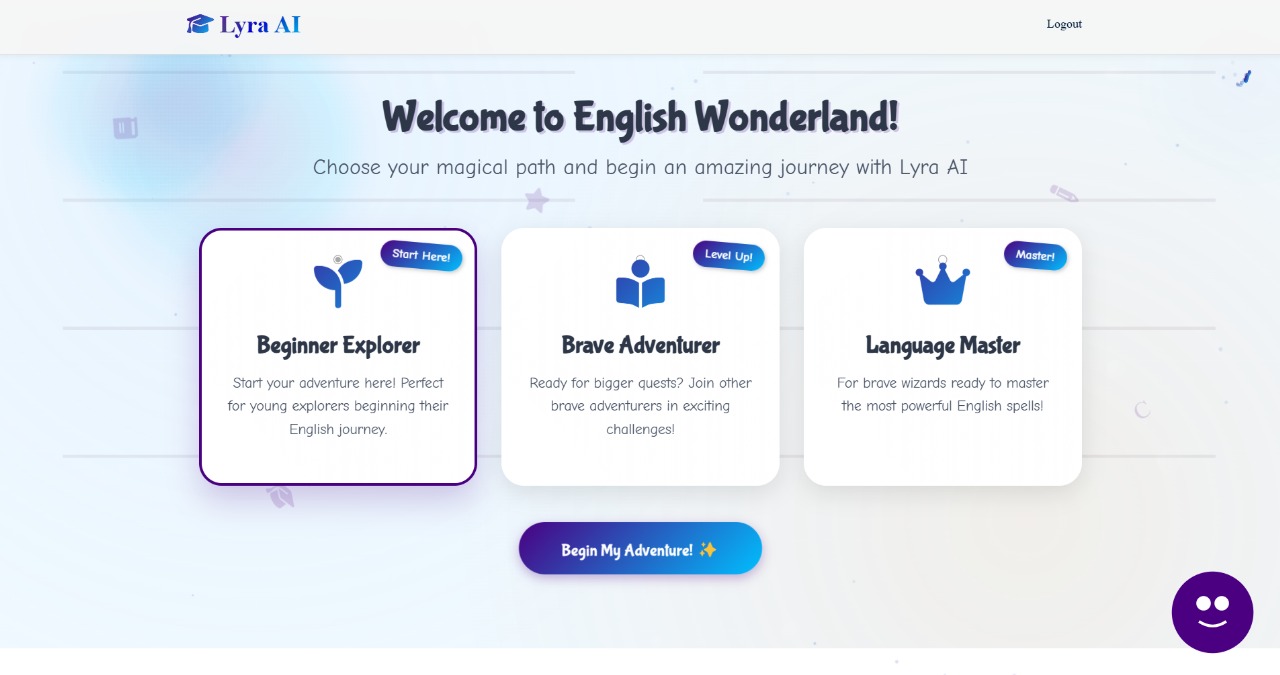 Lyra AI
Logout
Welcome to English Wonderland!
Choose your magical path and begin an amazing journey with Lyra AI
Start Here!
Beginner Explorer
Start your adventure here! Perfect
for young explorers beginning their
English journey.
Level Up!
Brave Adventurer
Ready for bigger quests? Join other
brave adventurers in exciting
challenges!
Master!
Language Master
For brave wizards ready to master
the most powerful English spells!
Begin My Adventure! ✨